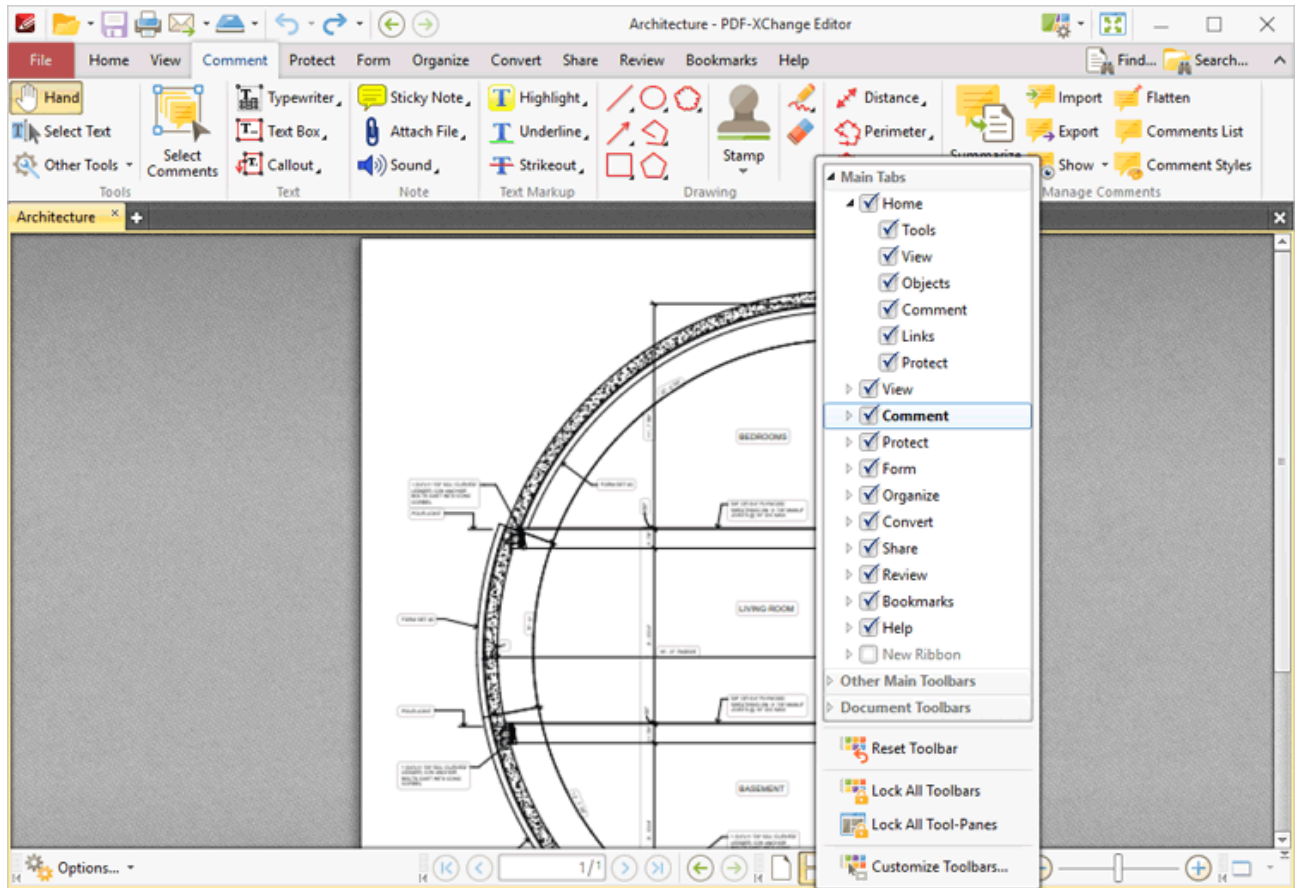 Architecture - PDF-XChange Editor
File Home View Comment Protect Form Organize Convert Share Review Bookmarks Help Find... Search...
Hand Typewriter Sticky Note Highlight Distance Import Flatten
Select Text Text Box Attach File Underline Perimeter Export Comments List
Other Tools Select Comments Callout Sound Strikeout Stamp Show Comment Styles
Tools Text Note Text Markup Drawing Manage Comments
Architecture
Main Tabs
Home
Tools
View
Objects
Comment
Links
Protect
View
Comment
Protect
Form
Organize
Convert
Share
Review
Bookmarks
Help
New Ribbon
Other Main Toolbars
Document Toolbars
Reset Toolbar
Lock All Toolbars
Lock All Tool-Panes
Customize Toolbars...
BEDROOMS
LIVING ROOM
BASEMENT
Options... 1/1